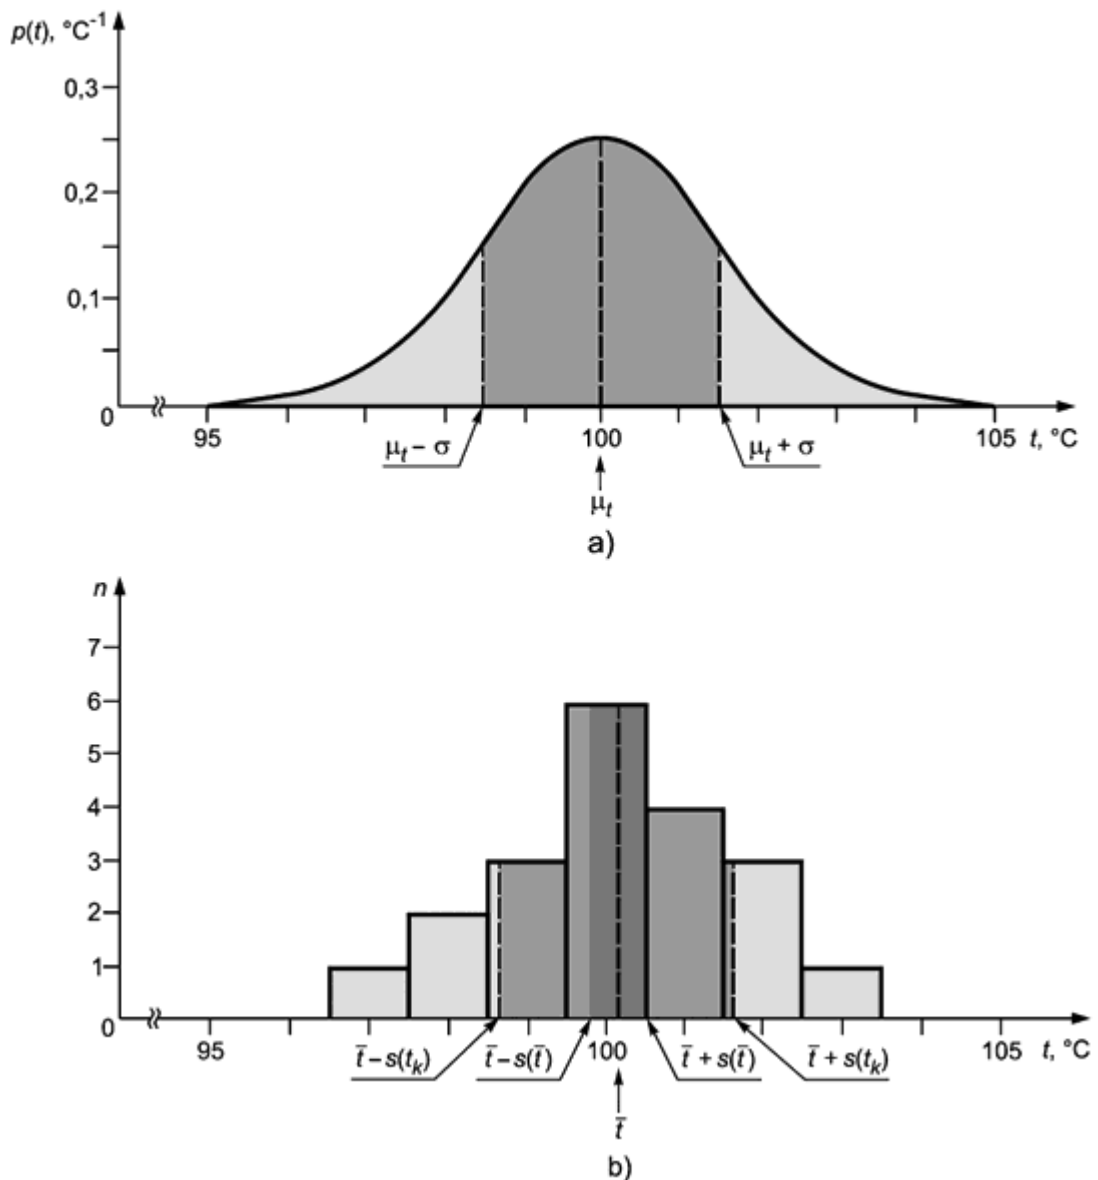 p(t), °C⁻¹
0,3
0,2
0,1
0
95
100
105
t, °C
μₜ – σ
μₜ + σ
μₜ
a)
n
7
6
5
4
3
2
1
0
95
100
105
t, °C
t̄ – s(tₖ)
t̄ – s(t̄)
t̄ + s(t̄)
t̄ + s(tₖ)
t̄
b)